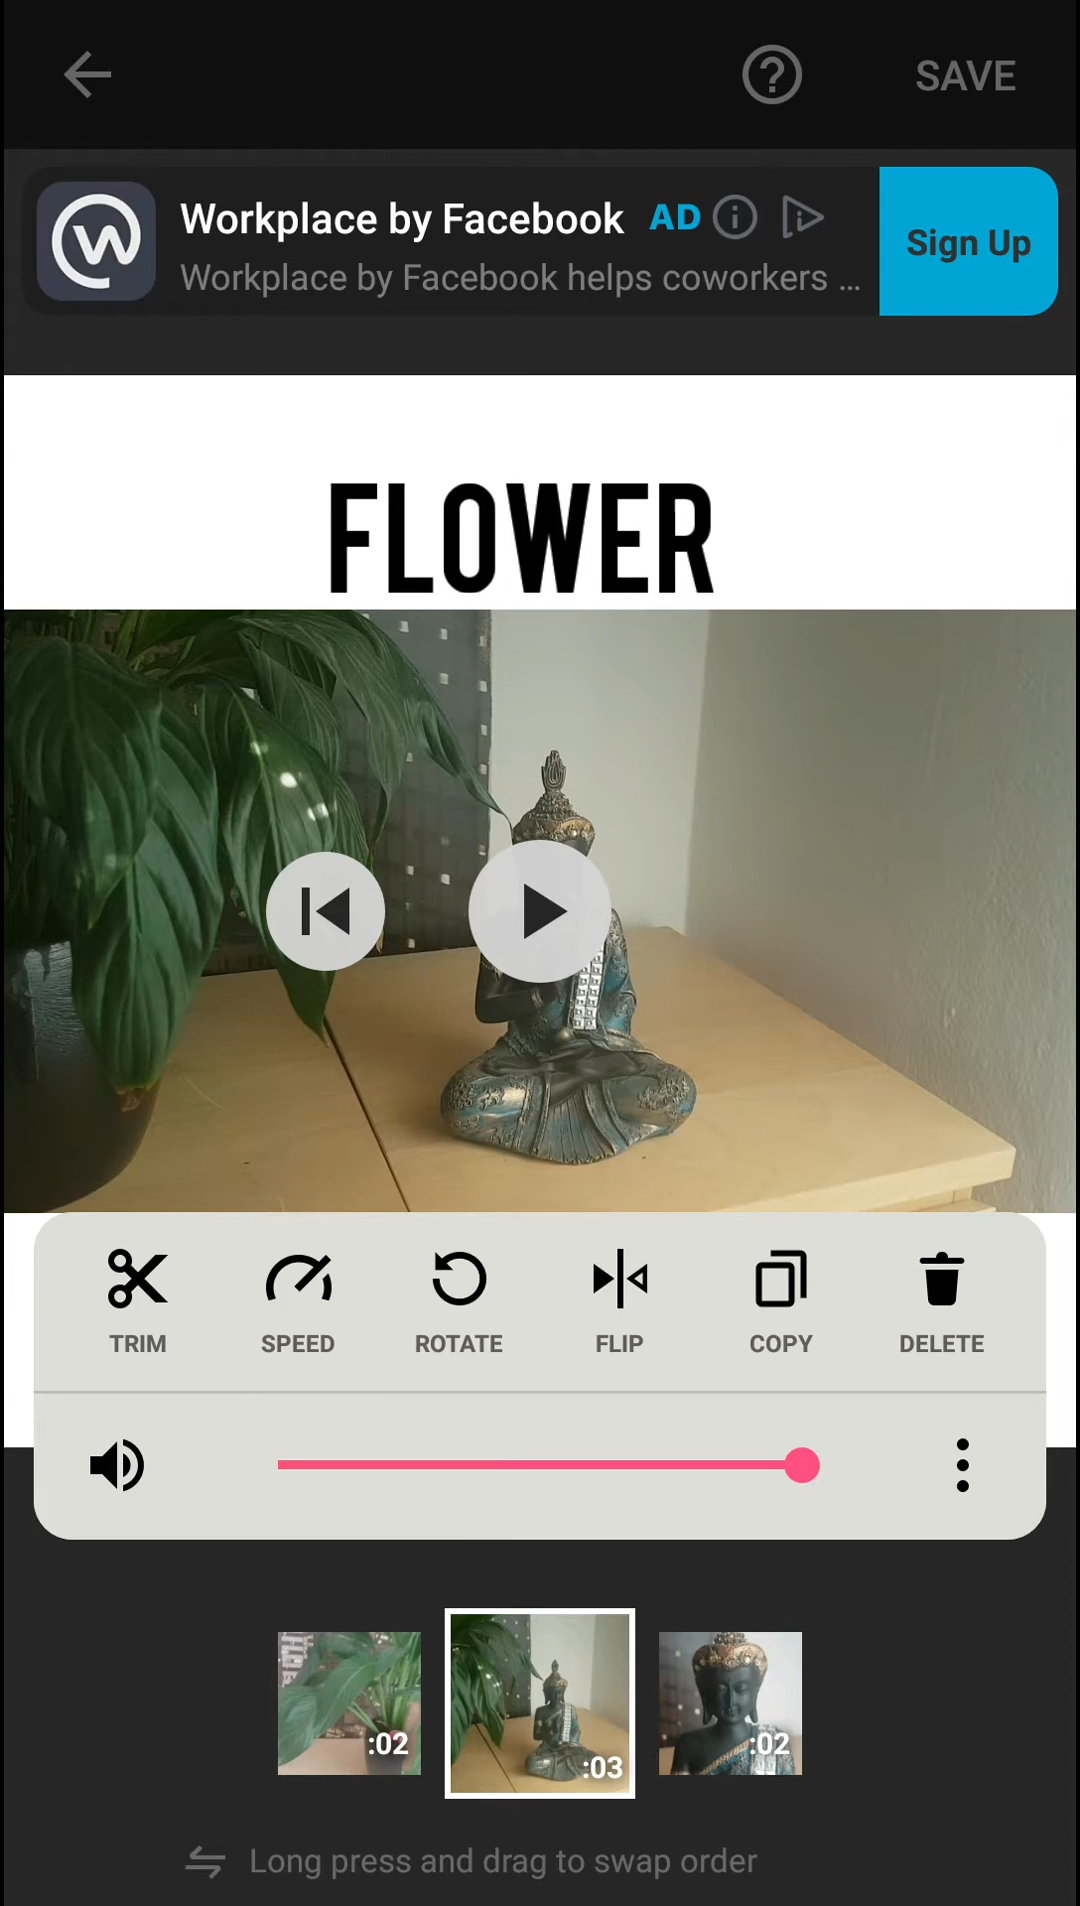 SAVE
Workplace by Facebook AD
Workplace by Facebook helps coworkers ...
Sign Up
FLOWER
TRIM SPEED ROTATE FLIP COPY DELETE
:02 :03 :02
Long press and drag to swap order